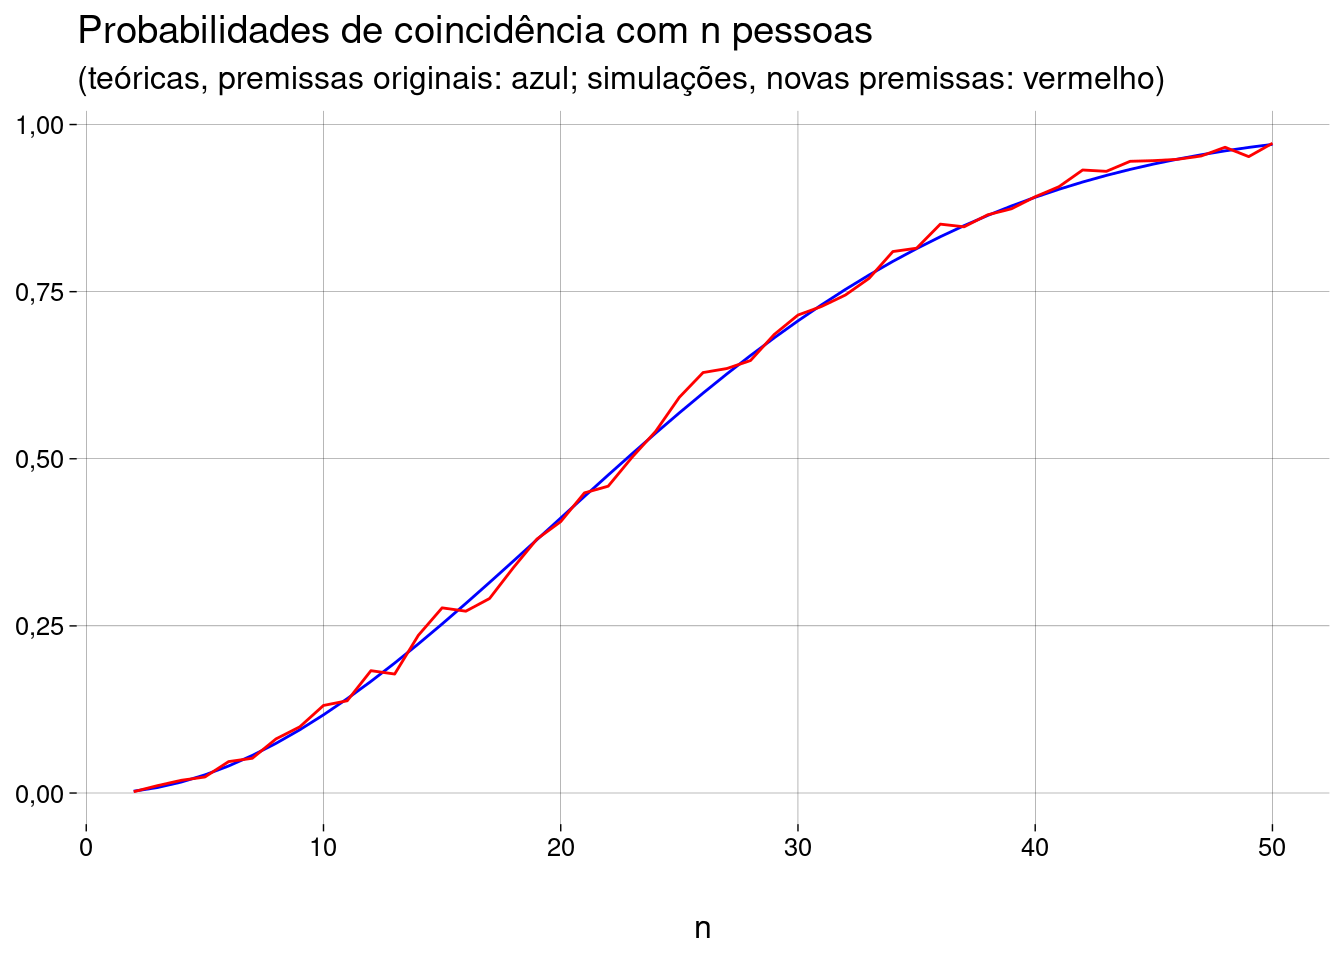 Probabilidades de coincidência com n pessoas
(teóricas, premissas originais: azul; simulações, novas premissas: vermelho)
1,00
0,75
0,50
0,25
0,00
0 10 20 30 40 50
n